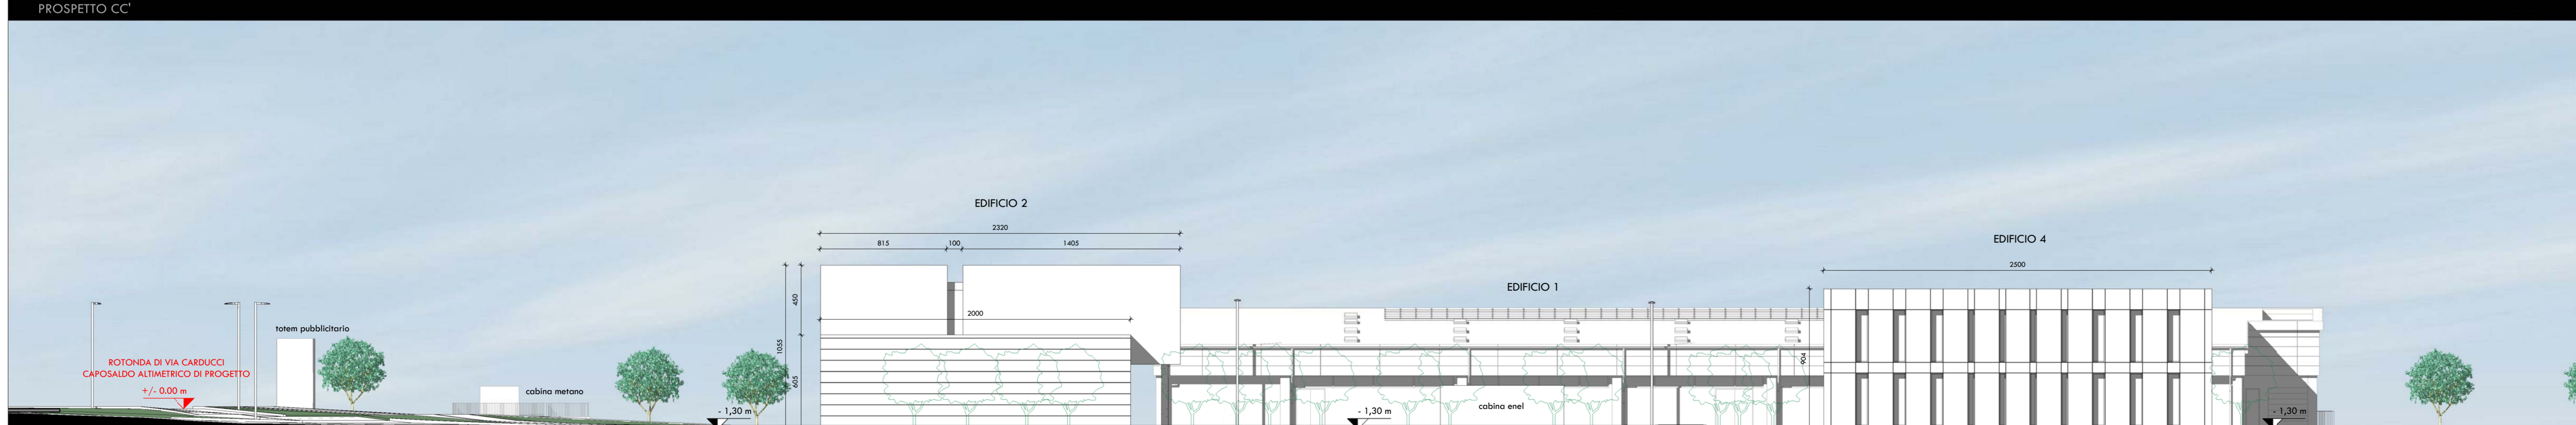 PROSPETTO CC'
EDIFICIO 2
2320
815 100 1405
EDIFICIO 4
2500
EDIFICIO 1
450
2000
totem pubblicitario
1055
904
ROTONDA DI VIA CARDUCCI
CAPOSALDO ALTIMETRICO DI PROGETTO
+/- 0.00 m
605
cabina metano
cabina enel
- 1,30 m
- 1,30 m
- 1,30 m